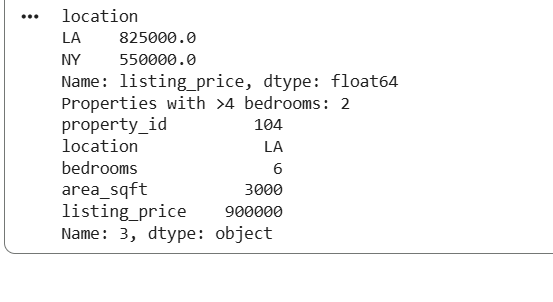 ••• location
LA    825000.0
NY    550000.0
Name: listing_price, dtype: float64
Properties with >4 bedrooms: 2
property_id         104
location             LA
bedrooms              6
area_sqft          3000
listing_price    900000
Name: 3, dtype: object